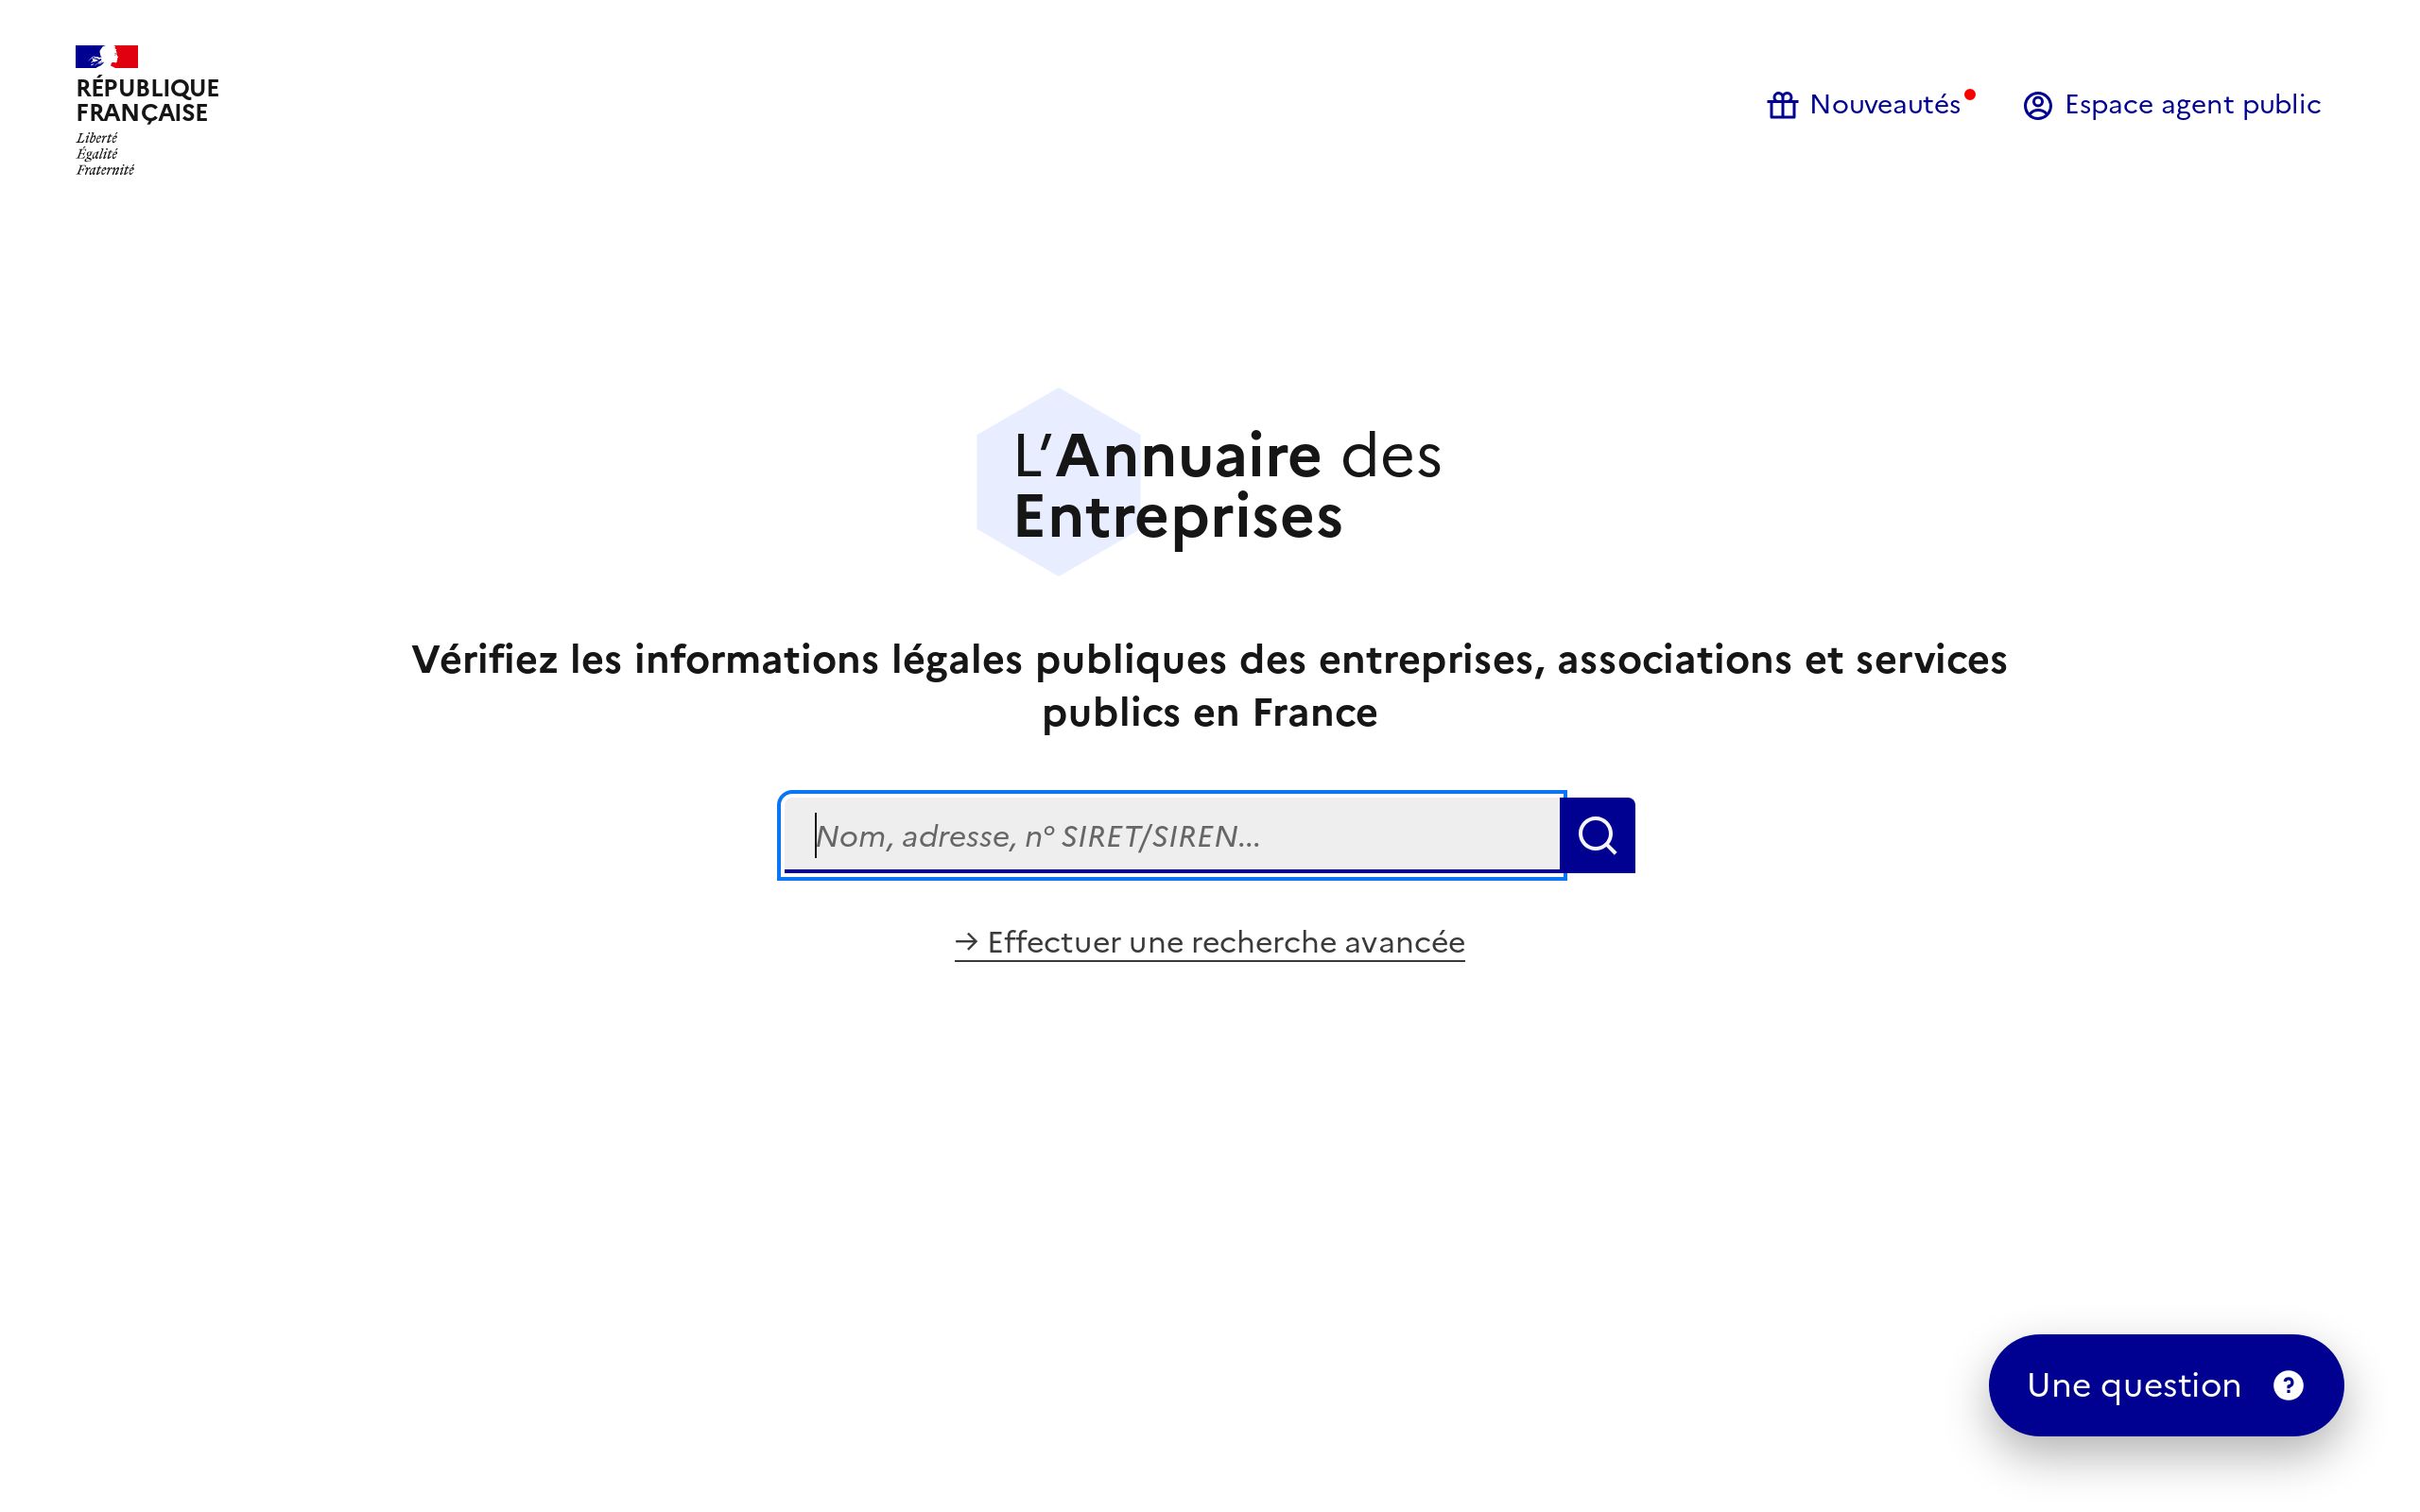 RÉPUBLIQUE
FRANÇAISE
Liberté
Égalité
Fraternité
Nouveautés
Espace agent public
L’Annuaire des
Entreprises
Vérifiez les informations légales publiques des entreprises, associations et services
publics en France
Nom, adresse, n° SIRET/SIREN...
→ Effectuer une recherche avancée
Une question ?